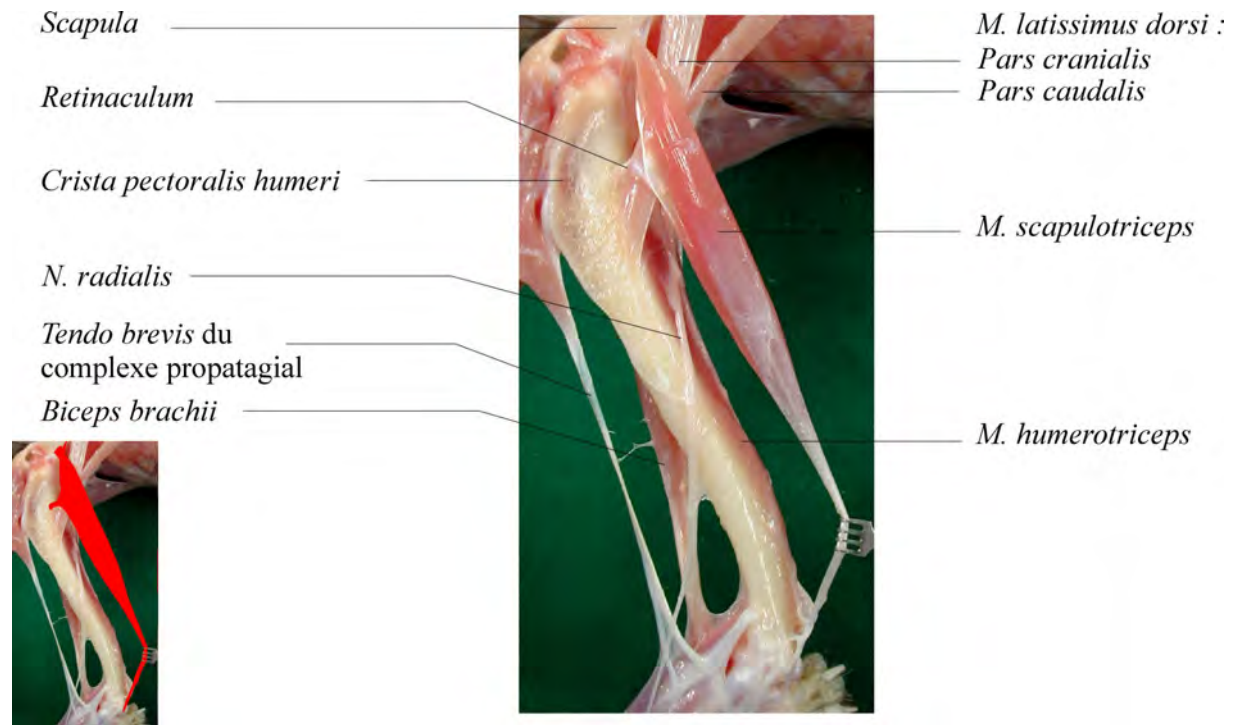 Scapula
Retinaculum
Crista pectoralis humeri
N. radialis
Tendo brevis du
complexe propatagial
Biceps brachii
M. latissimus dorsi :
Pars cranialis
Pars caudalis
M. scapulotriceps
M. humerotriceps